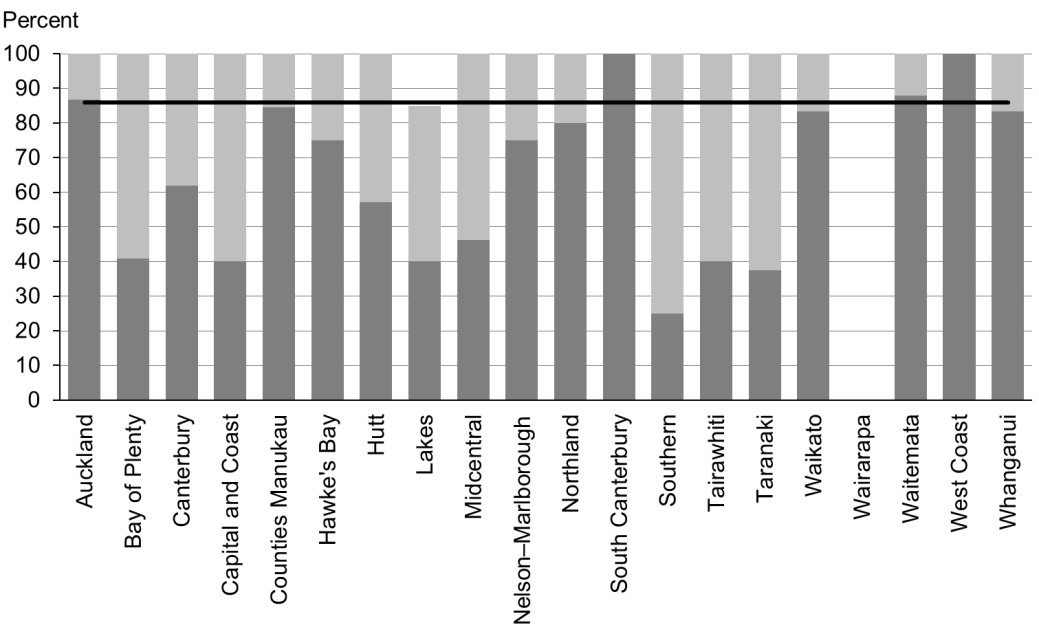 Percent
100
90
80
70
60
50
40
30
20
10
0
Auckland
Bay of Plenty
Canterbury
Capital and Coast
Counties Manukau
Hawke's Bay
Hutt
Lakes
Midcentral
Nelson–Marlborough
Northland
South Canterbury
Southern
Tairawhiti
Taranaki
Waikato
Wairarapa
Waitemata
West Coast
Whanganui